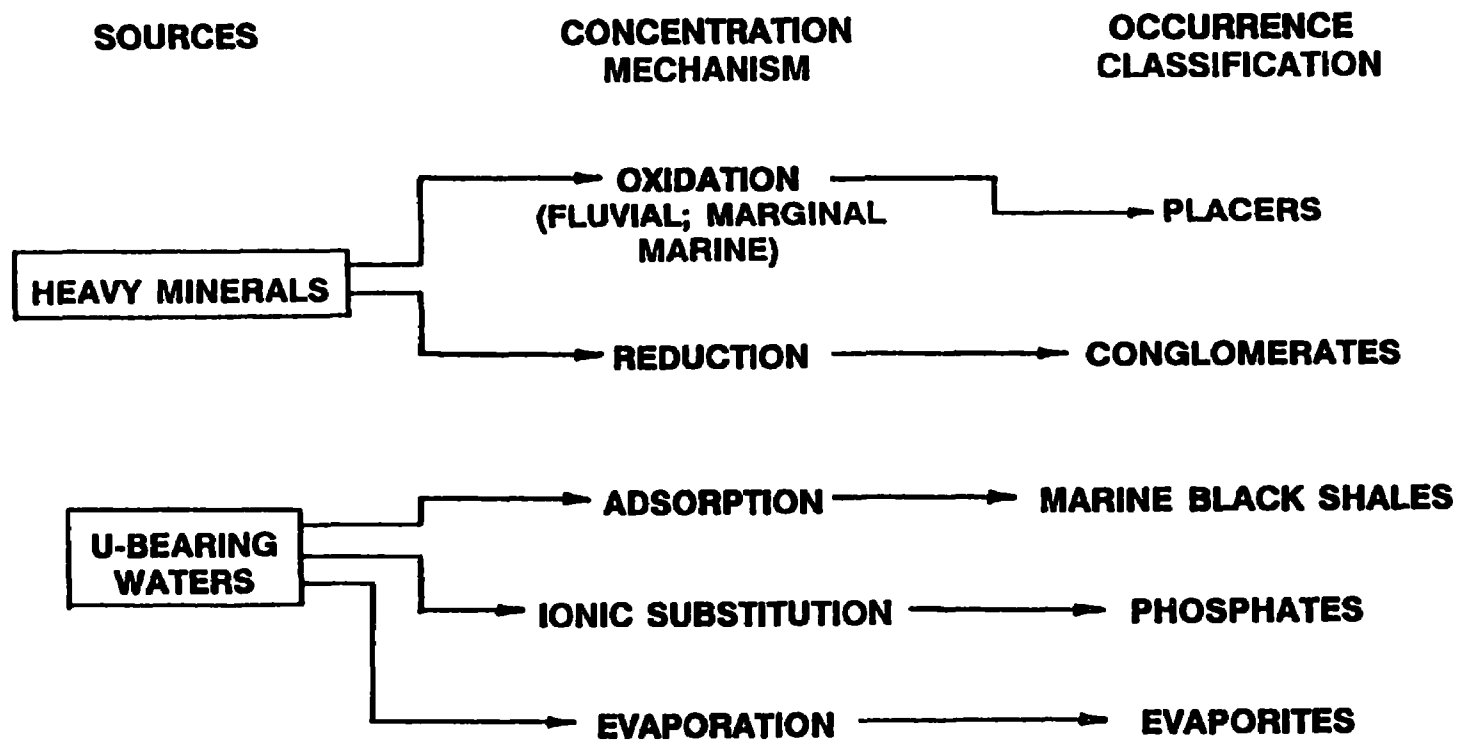 SOURCES
CONCENTRATION
MECHANISM
OCCURRENCE
CLASSIFICATION
OXIDATION
(FLUVIAL; MARGINAL
MARINE)
PLACERS
HEAVY MINERALS
REDUCTION
CONGLOMERATES
ADSORPTION
MARINE BLACK SHALES
U-BEARING
WATERS
IONIC SUBSTITUTION
PHOSPHATES
EVAPORATION
EVAPORITES